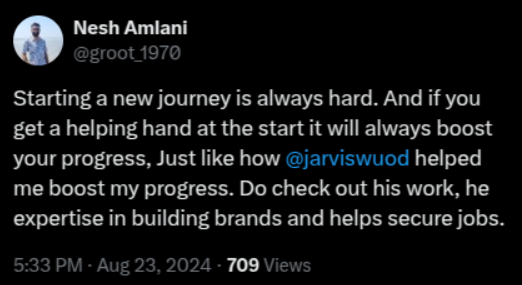 Nesh Amlani
@groot_1970
Starting a new journey is always hard. And if you
get a helping hand at the start it will always boost
your progress, Just like how @jarviswuod helped
me boost my progress. Do check out his work, he
expertise in building brands and helps secure jobs.
5:33 PM · Aug 23, 2024 · 709 Views